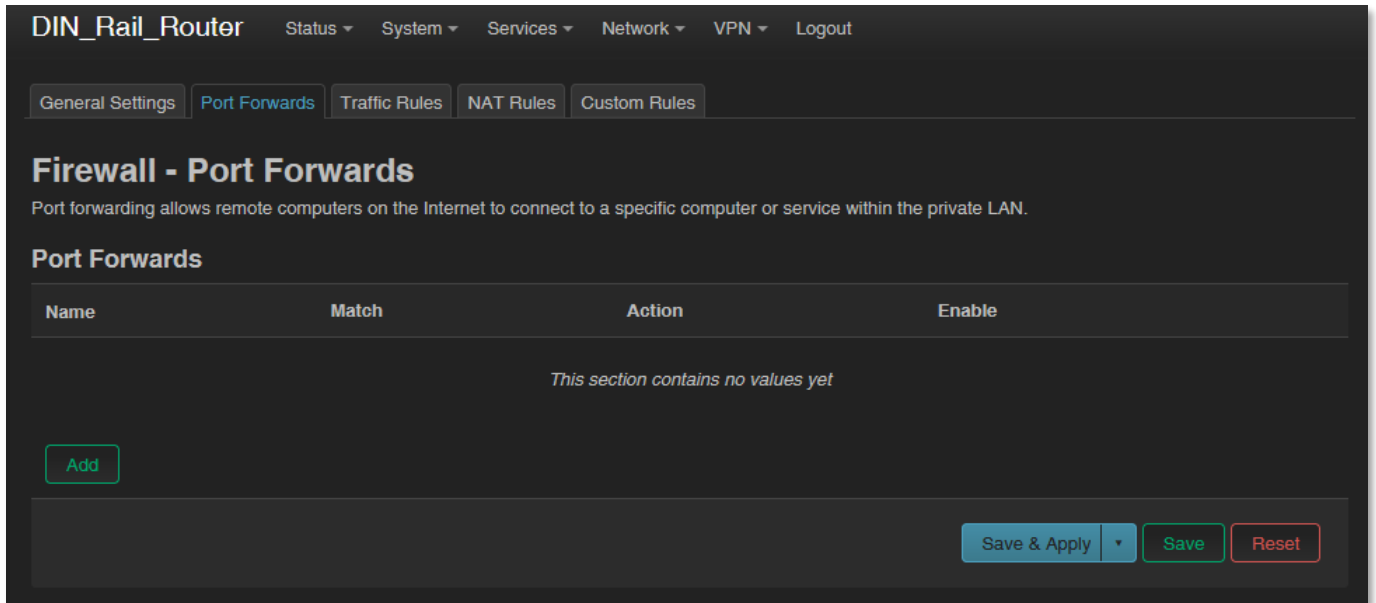 DIN_Rail_Router Status System Services Network VPN Logout
General Settings Port Forwards Traffic Rules NAT Rules Custom Rules
Firewall - Port Forwards
Port forwarding allows remote computers on the Internet to connect to a specific computer or service within the private LAN.
Port Forwards
Name Match Action Enable
This section contains no values yet
Add
Save & Apply Save Reset